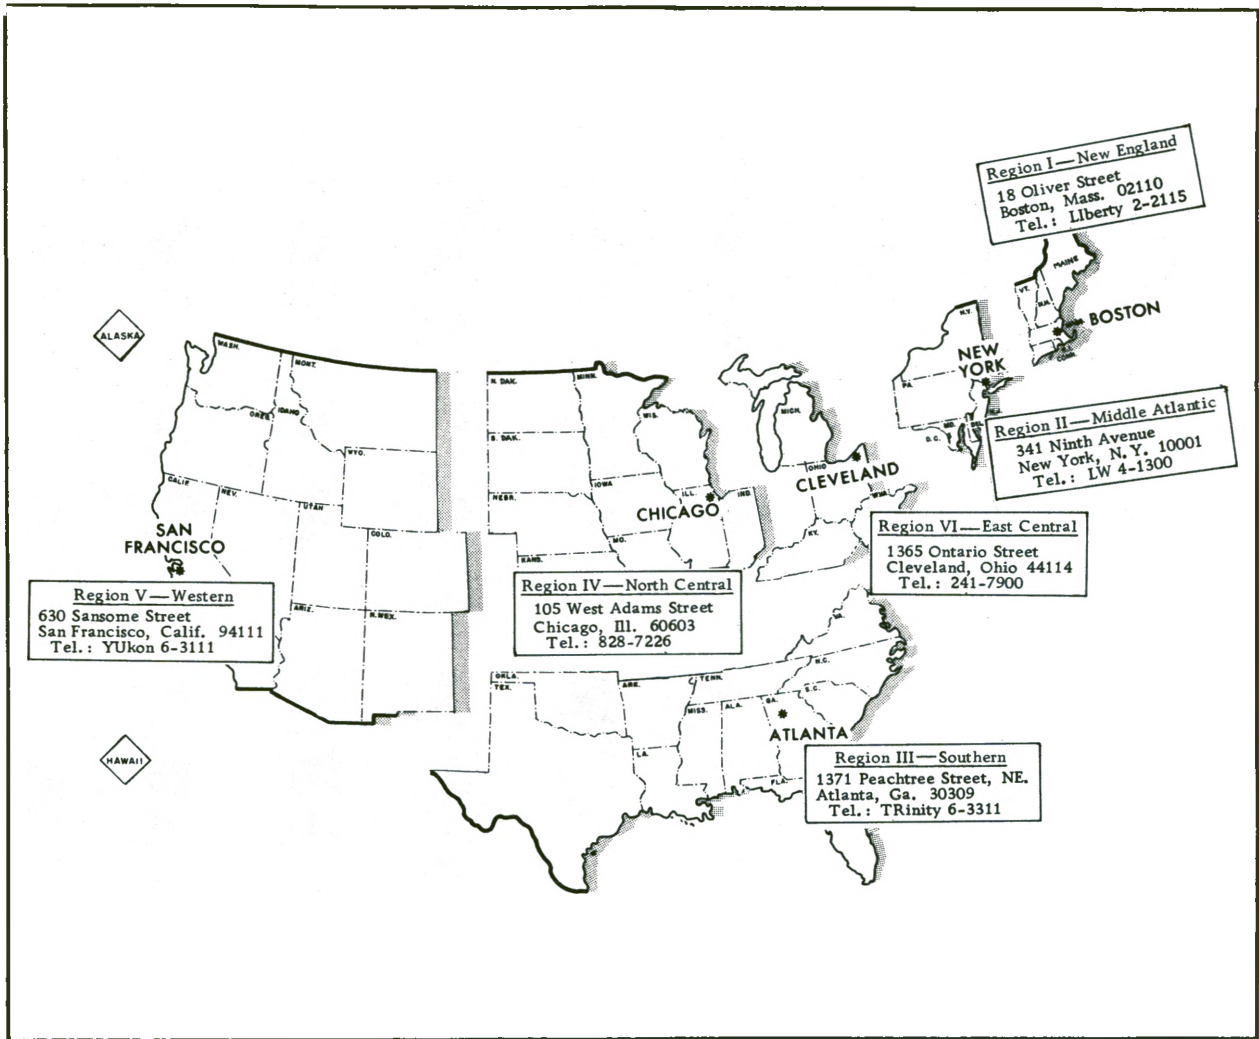 Region I—New England
18 Oliver Street
Boston, Mass. 02110
Tel.: LIberty 2-2115
MAINE
VT.
N.H.
MASS.
R.I.
CONN.
BOSTON
ALASKA
WASH.
MONT.
OREG.
IDAHO
WYO.
CALIF.
NEV.
UTAH
COLO.
ARIZ.
N. MEX.
SAN
FRANCISCO
Region V—Western
630 Sansome Street
San Francisco, Calif. 94111
Tel.: YUkon 6-3111
HAWAII
N. DAK.
MINN.
S. DAK.
WIS.
NEBR.
IOWA
ILL.
IND.
KANS.
MO.
CHICAGO
Region IV—North Central
105 West Adams Street
Chicago, Ill. 60603
Tel.: 828-7226
MICH.
OHIO
CLEVELAND
W.VA.
KY.
Region VI—East Central
1365 Ontario Street
Cleveland, Ohio 44114
Tel.: 241-7900
N.Y.
NEW
YORK
PA.
N.J.
MD.
DEL.
D.C.
Region II—Middle Atlantic
341 Ninth Avenue
New York, N.Y. 10001
Tel.: LW 4-1300
OKLA.
TEX.
ARK.
TENN.
VA.
N.C.
S.C.
MISS.
ALA.
GA.
LA.
FLA.
ATLANTA
Region III—Southern
1371 Peachtree Street, NE.
Atlanta, Ga. 30309
Tel.: TRinity 6-3311